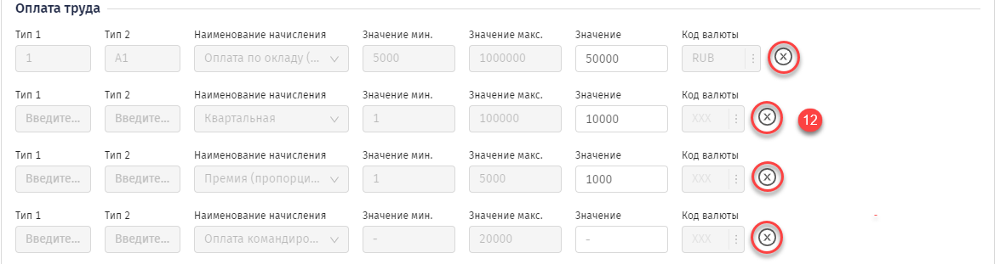 Оплата труда
Тип 1 Тип 2 Наименование начисления Значение мин. Значение макс. Значение Код валюты
1 A1 Оплата по окладу (... 5000 1000000 50000 RUB
Тип 1 Тип 2 Наименование начисления Значение мин. Значение макс. Значение Код валюты
Введите... Введите... Квартальная 1 100000 10000 XXX 12
Тип 1 Тип 2 Наименование начисления Значение мин. Значение макс. Значение Код валюты
Введите... Введите... Премия (пропорци... 1 5000 1000 XXX
Тип 1 Тип 2 Наименование начисления Значение мин. Значение макс. Значение Код валюты -
Введите... Введите... Оплата командиро... - 20000 - XXX